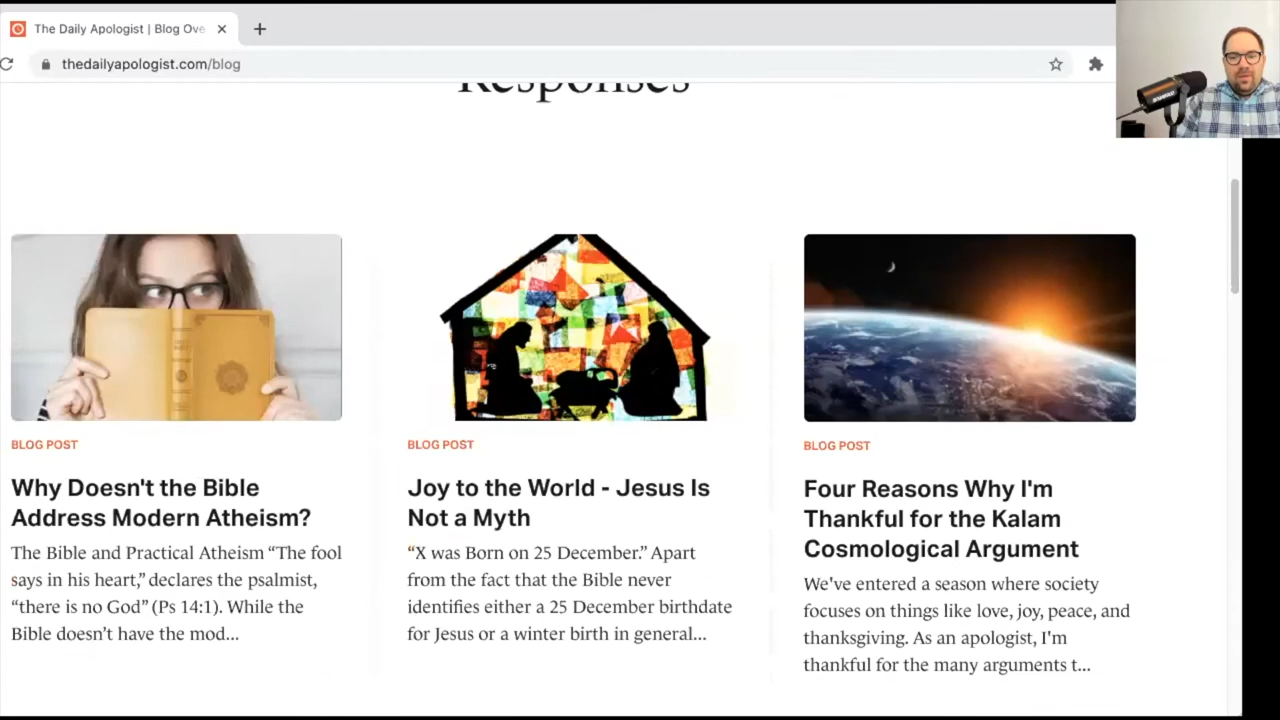 The Daily Apologist | Blog Ove
thedailyapologist.com/blog
Responses
BLOG POST
Why Doesn't the Bible
Address Modern Atheism?
The Bible and Practical Atheism “The fool
says in his heart,” declares the psalmist,
“there is no God” (Ps 14:1). While the
Bible doesn’t have the mod...
BLOG POST
Joy to the World - Jesus Is
Not a Myth
“X was Born on 25 December.” Apart
from the fact that the Bible never
identifies either a 25 December birthdate
for Jesus or a winter birth in general...
BLOG POST
Four Reasons Why I'm
Thankful for the Kalam
Cosmological Argument
We've entered a season where society
focuses on things like love, joy, peace, and
thanksgiving. As an apologist, I'm
thankful for the many arguments t...